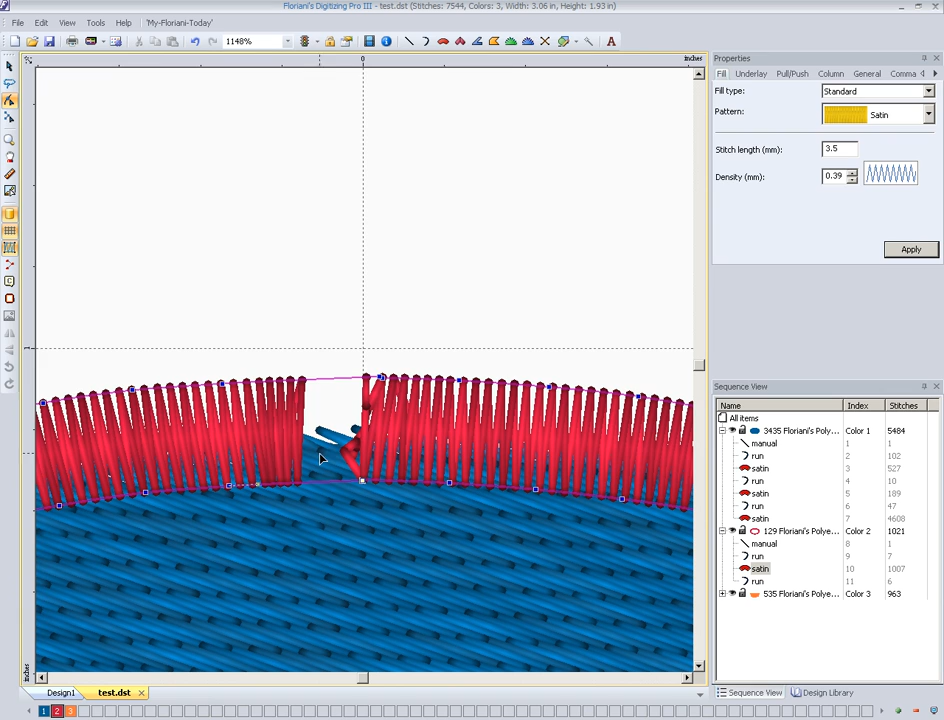 Floriani's Digitizing Pro III - test.dst (Stitches: 7544, Colors: 3, Width: 3.06 in, Height: 1.93 in)
File Edit View Tools Help 'My-Floriani-Today'
1148%
0 inches
1
inches
Design1 test.dst
1 2 3
Properties
Fill Underlay Pull/Push Column General Comma
Fill type: Standard
Pattern: Satin
Stitch length (mm): 3.5
Density (mm): 0.39
Apply
Sequence View
Name Index Stitches
All items
3435 Floriani's Poly... Color 1 5484
manual 1 1
run 2 102
satin 3 527
run 4 10
satin 5 189
run 6 47
satin 7 4608
129 Floriani's Polye... Color 2 1021
manual 8 1
run 9 7
satin 10 1007
run 11 6
535 Floriani's Polye... Color 3 963
Sequence View Design Library